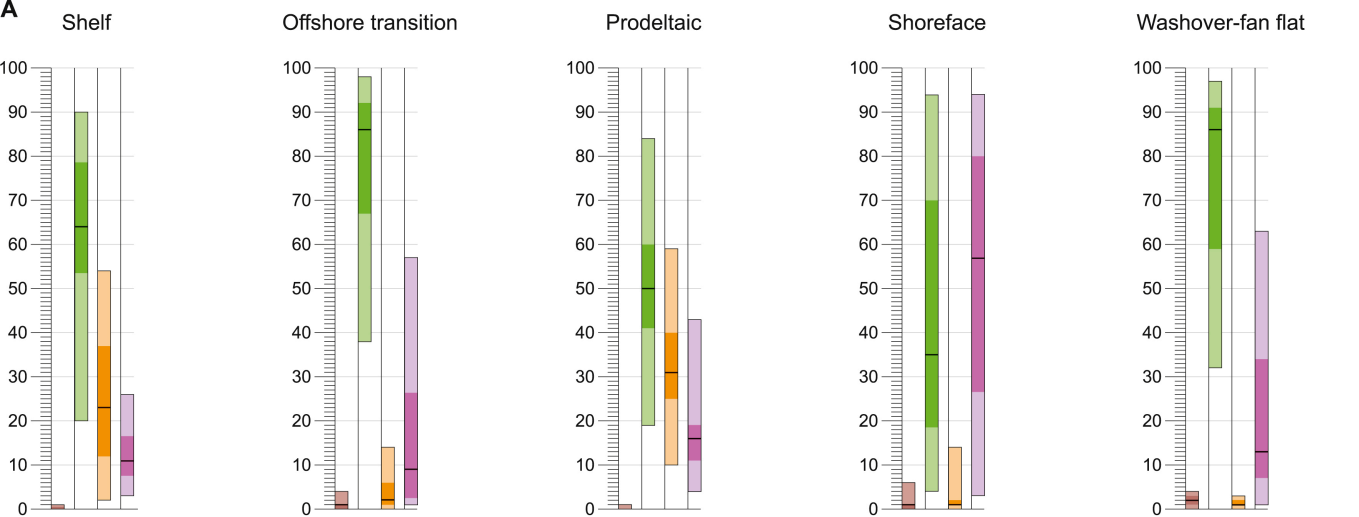 A
Shelf Offshore transition Prodeltaic Shoreface Washover-fan flat
100 100 100 100 100
90 90 90 90 90
80 80 80 80 80
70 70 70 70 70
60 60 60 60 60
50 50 50 50 50
40 40 40 40 40
30 30 30 30 30
20 20 20 20 20
10 10 10 10 10
0 0 0 0 0